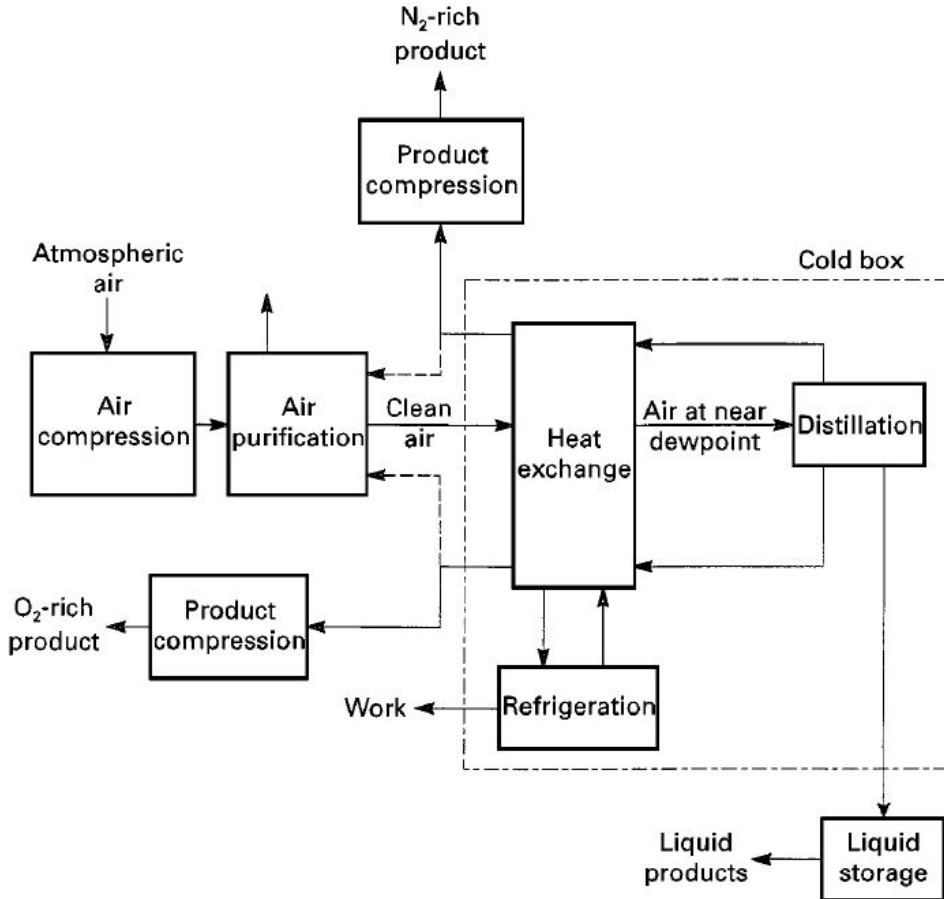 N₂-rich
product
Product
compression
Atmospheric
air
Cold box
Air
compression
Air
purification
Clean
air
Heat
exchange
Air at near
dewpoint
Distillation
O₂-rich
product
Product
compression
Work
Refrigeration
Liquid
products
Liquid
storage